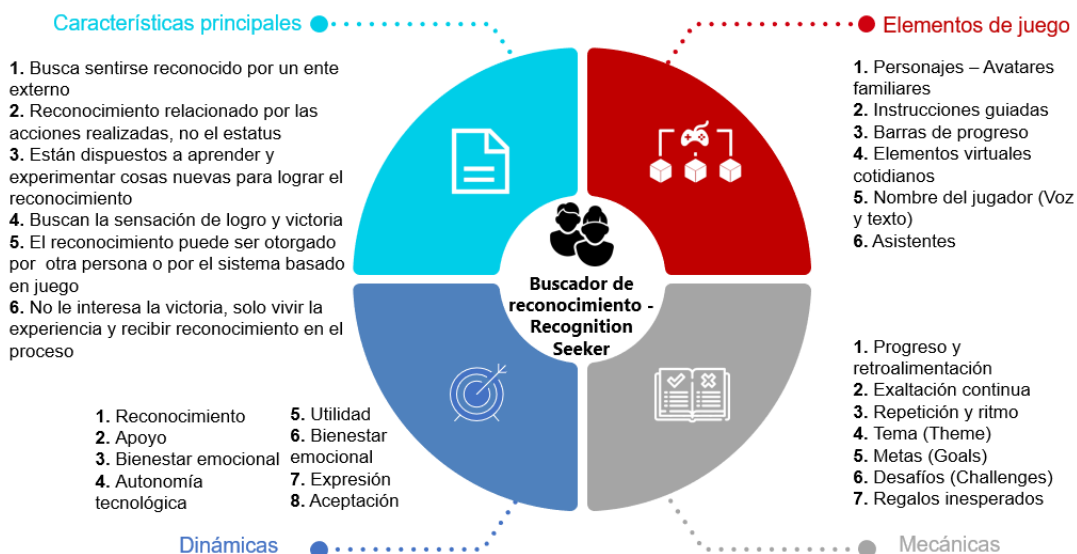 Características principales
1. Busca sentirse reconocido por un ente
externo
2. Reconocimiento relacionado por las
acciones realizadas, no el estatus
3. Están dispuestos a aprender y
experimentar cosas nuevas para lograr el
reconocimiento
4. Buscan la sensación de logro y victoria
5. El reconocimiento puede ser otorgado
por otra persona o por el sistema basado
en juego
6. No le interesa la victoria, solo vivir la
experiencia y recibir reconocimiento en el
proceso
Elementos de juego
1. Personajes – Avatares
familiares
2. Instrucciones guiadas
3. Barras de progreso
4. Elementos virtuales
cotidianos
5. Nombre del jugador (Voz
y texto)
6. Asistentes
Buscador de
reconocimiento -
Recognition
Seeker
1. Reconocimiento
2. Apoyo
3. Bienestar emocional
4. Autonomía
tecnológica
5. Utilidad
6. Bienestar
emocional
7. Expresión
8. Aceptación
Dinámicas
1. Progreso y
retroalimentación
2. Exaltación continua
3. Repetición y ritmo
4. Tema (Theme)
5. Metas (Goals)
6. Desafíos (Challenges)
7. Regalos inesperados
Mecánicas